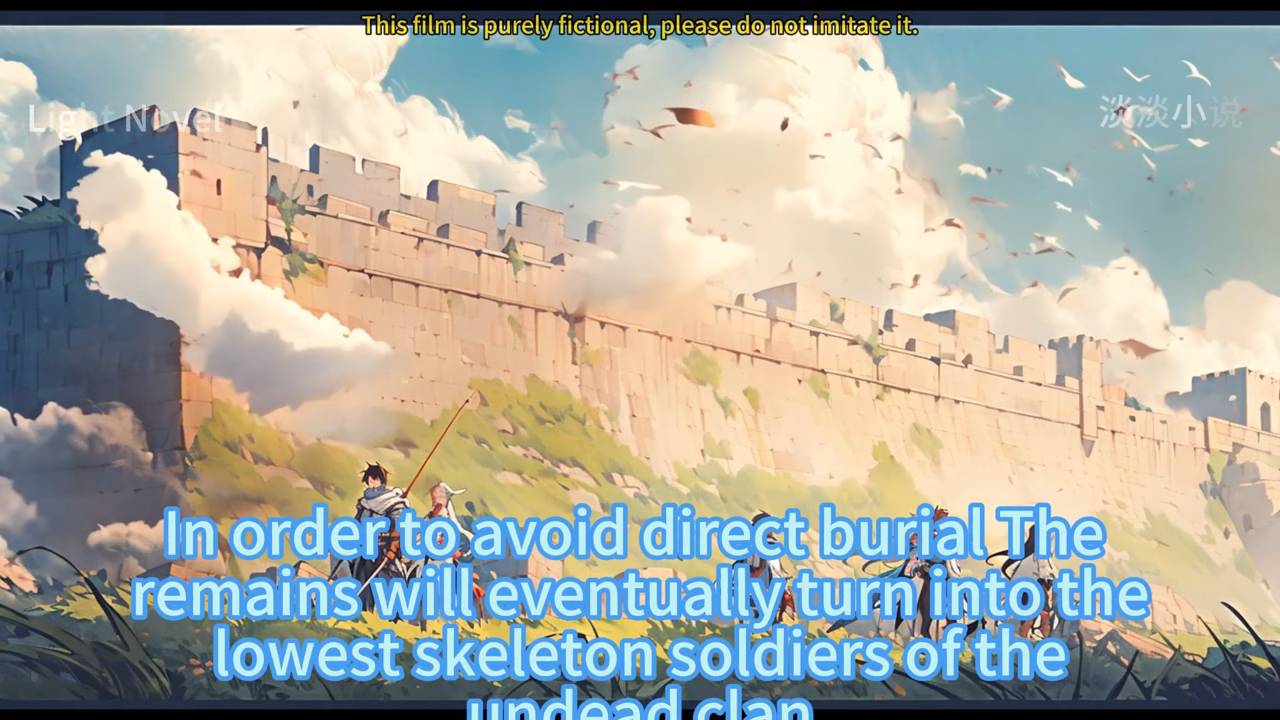 This film is purely fictional, please do not imitate it.
Light Novel
淡淡小说
In order to avoid direct burial The
remains will eventually turn into the
lowest skeleton soldiers of the
undead clan